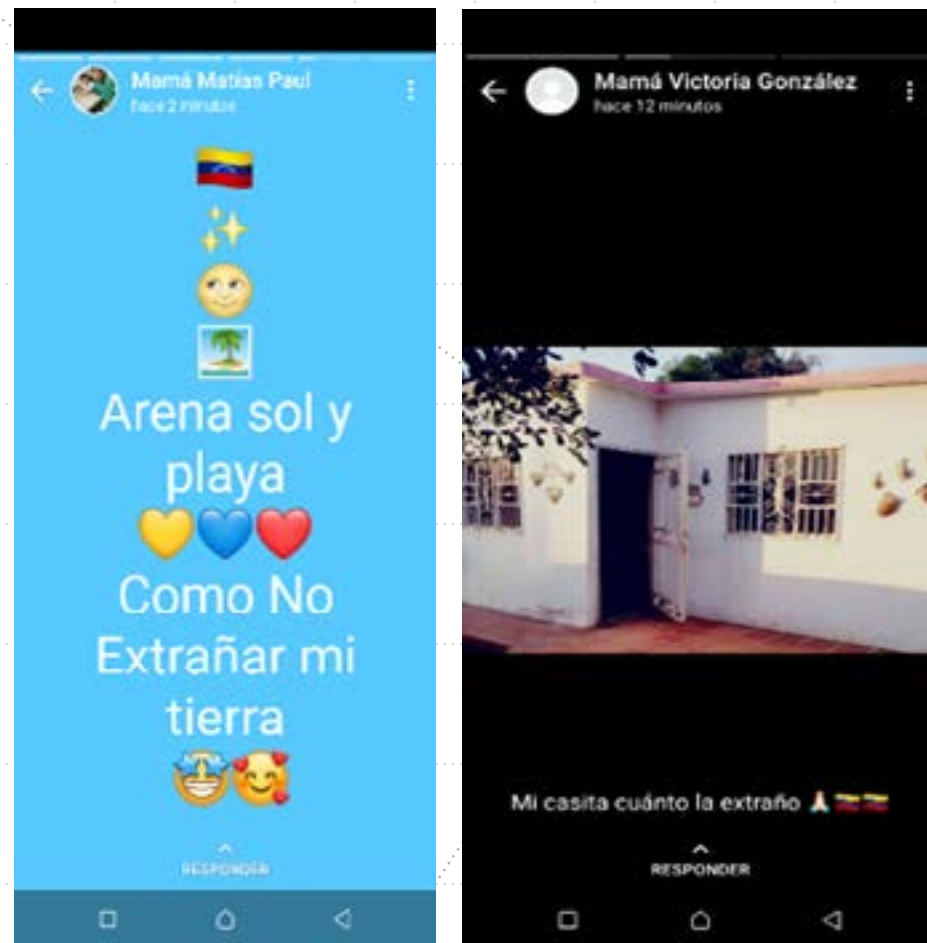 Mamá Matías Paul
hace 2 minutos
Arena sol y
playa
Como No
Extrañar mi
tierra
RESPONDER
Mamá Victoria González
hace 12 minutos
Mi casita cuánto la extraño
RESPONDER